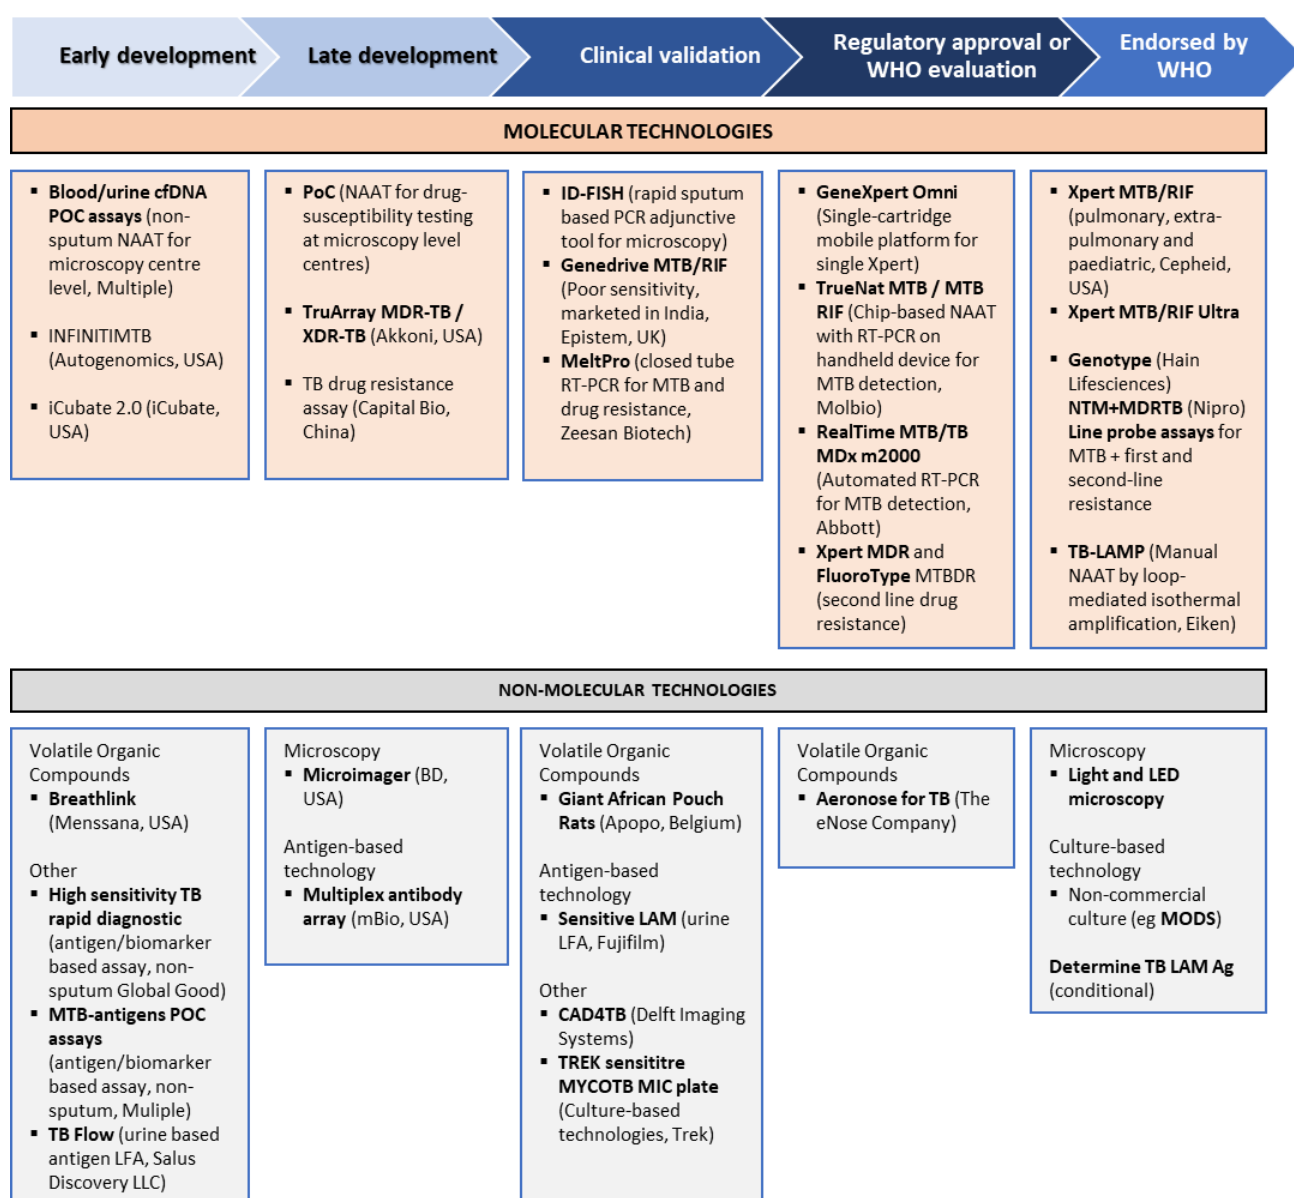 Early development
Late development
Clinical validation
Regulatory approval or
WHO evaluation
Endorsed by
WHO
MOLECULAR TECHNOLOGIES
▪ Blood/urine cfDNA
POC assays (non-
sputum NAAT for
microscopy centre
level, Multiple)
▪ INFINITIMTB
(Autogenomics, USA)
▪ iCubate 2.0 (iCubate,
USA)
▪ PoC (NAAT for drug-
susceptibility testing
at microscopy level
centres)
▪ TruArray MDR-TB /
XDR-TB (Akkoni, USA)
▪ TB drug resistance
assay (Capital Bio,
China)
▪ ID-FISH (rapid sputum
based PCR adjunctive
tool for microscopy)
▪ Genedrive MTB/RIF
(Poor sensitivity,
marketed in India,
Epistem, UK)
▪ MeltPro (closed tube
RT-PCR for MTB and
drug resistance,
Zeesan Biotech)
▪ GeneXpert Omni
(Single-cartridge
mobile platform for
single Xpert)
▪ TrueNat MTB / MTB
RIF (Chip-based NAAT
with RT-PCR on
handheld device for
MTB detection,
Molbio)
▪ RealTime MTB/TB
MDx m2000
(Automated RT-PCR
for MTB detection,
Abbott)
▪ Xpert MDR and
FluoroType MTBDR
(second line drug
resistance)
▪ Xpert MTB/RIF
(pulmonary, extra-
pulmonary and
paediatric, Cepheid,
USA)
▪ Xpert MTB/RIF Ultra
▪ Genotype (Hain
Lifesciences)
NTM+MDRTB (Nipro)
Line probe assays for
MTB + first and
second-line
resistance
▪ TB-LAMP (Manual
NAAT by loop-
mediated isothermal
amplification, Eiken)
NON-MOLECULAR TECHNOLOGIES
Volatile Organic
Compounds
▪ Breathlink
(Menssana, USA)
Other
▪ High sensitivity TB
rapid diagnostic
(antigen/biomarker
based assay, non-
sputum Global Good)
▪ MTB-antigens POC
assays
(antigen/biomarker
based assay, non-
sputum, Muliple)
▪ TB Flow (urine based
antigen LFA, Salus
Discovery LLC)
Microscopy
▪ Microimager (BD,
USA)
Antigen-based
technology
▪ Multiplex antibody
array (mBio, USA)
Volatile Organic
Compounds
▪ Giant African Pouch
Rats (Apopo, Belgium)
Antigen-based
technology
▪ Sensitive LAM (urine
LFA, Fujifilm)
Other
▪ CAD4TB (Delft Imaging
Systems)
▪ TREK sensititre
MYCOTB MIC plate
(Culture-based
technologies, Trek)
Volatile Organic
Compounds
▪ Aeronose for TB (The
eNose Company)
Microscopy
▪ Light and LED
microscopy
Culture-based
technology
▪ Non-commercial
culture (eg MODS)
Determine TB LAM Ag
(conditional)